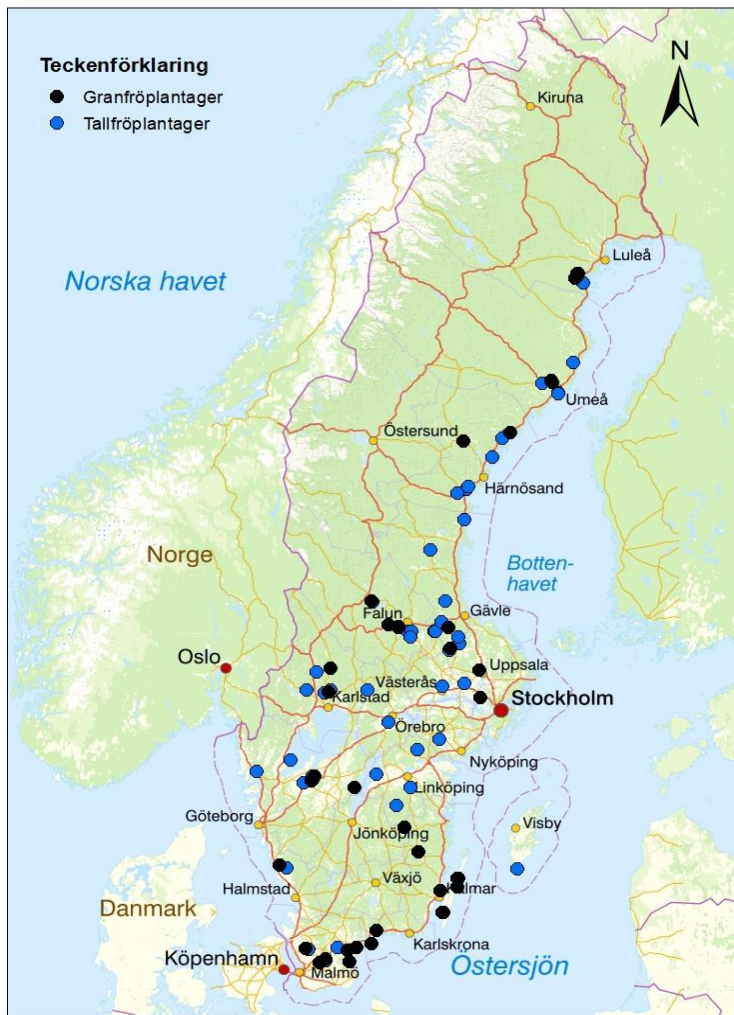 Teckenförklaring
Granfröplantager
Tallfröplantager
N
Kiruna
Luleå
Norska havet
Umeå
Östersund
Härnösand
Norge
Botten-
havet
Falun
Gävle
Oslo
Uppsala
Västerås
Karlstad
Stockholm
Örebro
Nyköping
Linköping
Göteborg
Jönköping
Visby
Växjö
Kalmar
Halmstad
Danmark
Karlskrona
Köpenhamn
Malmö
Östersjön